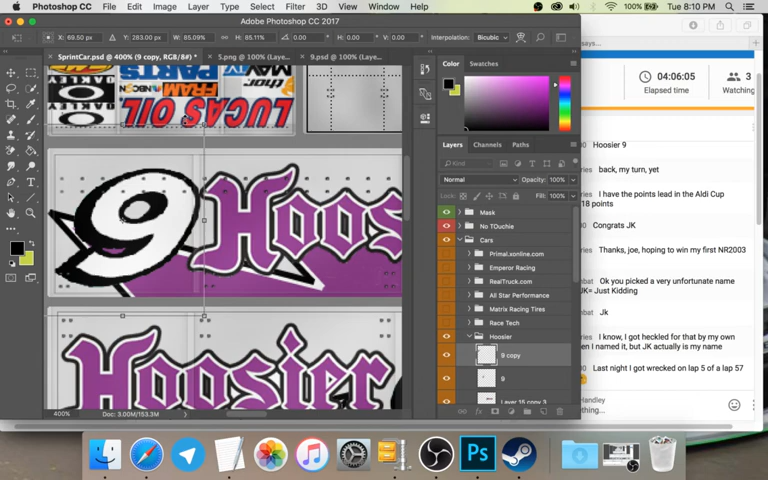 Photoshop CC File Edit Image Layer Type Select Filter 3D View Window Help
100% Tue 8:10 PM
Adobe Photoshop CC 2017
X: 69.50 px Y: 283.00 px W: 85.09% H: 85.11% H: 0.00 V: 0.00 Interpolation: Bicubic
SprintCar.psd @ 400% (9 copy, RGB/8#) * 5.png @ 100% (Laye... 9.psd @ 100% (Laye...
OAKLEY
PARTS
FRAM
LUCAS OIL
MAV
thor
9 Hoos
Hoosier
400% Doc: 3.00M/153.3M
Color Swatches
Layers Channels Paths
Kind
Normal Opacity: 100%
Lock: Fill: 100%
Mask
No TOuchie
Cars
Primal.xonline.com
Emperor Racing
RealTruck.com
All Star Performance
Matrix Racing Tires
Race Tech
Hoosier
9 copy
9
Layer 16 copy 3
says...
04:06:05
Elapsed time
3
Watching
Hoosier 9
back, my turn, yet
I have the points lead in the Aldi Cup
18 points
Congrats JK
Thanks, joe, hoping to win my first NR2003
Ok you picked a very unfortunate name
JK= Just Kidding
Jk
I know, I got heckled for that by my own
hen I named it, but JK actually is my name
Last night I got wrecked on lap 5 of a lap 57
Handley
thing...
Ps